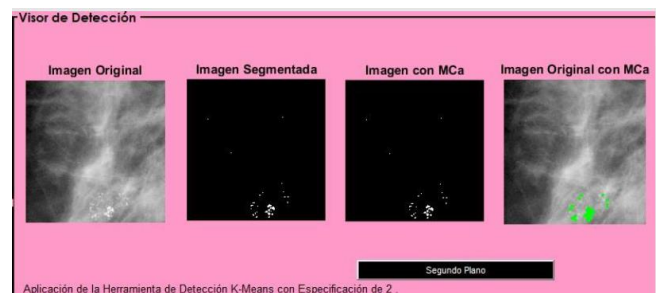 Visor de Detección
Imagen Original
Imagen Segmentada
Imagen con MCa
Imagen Original con MCa
Segundo Plano
Aplicación de la Herramienta de Detección K-Means con Especificación de 2 .